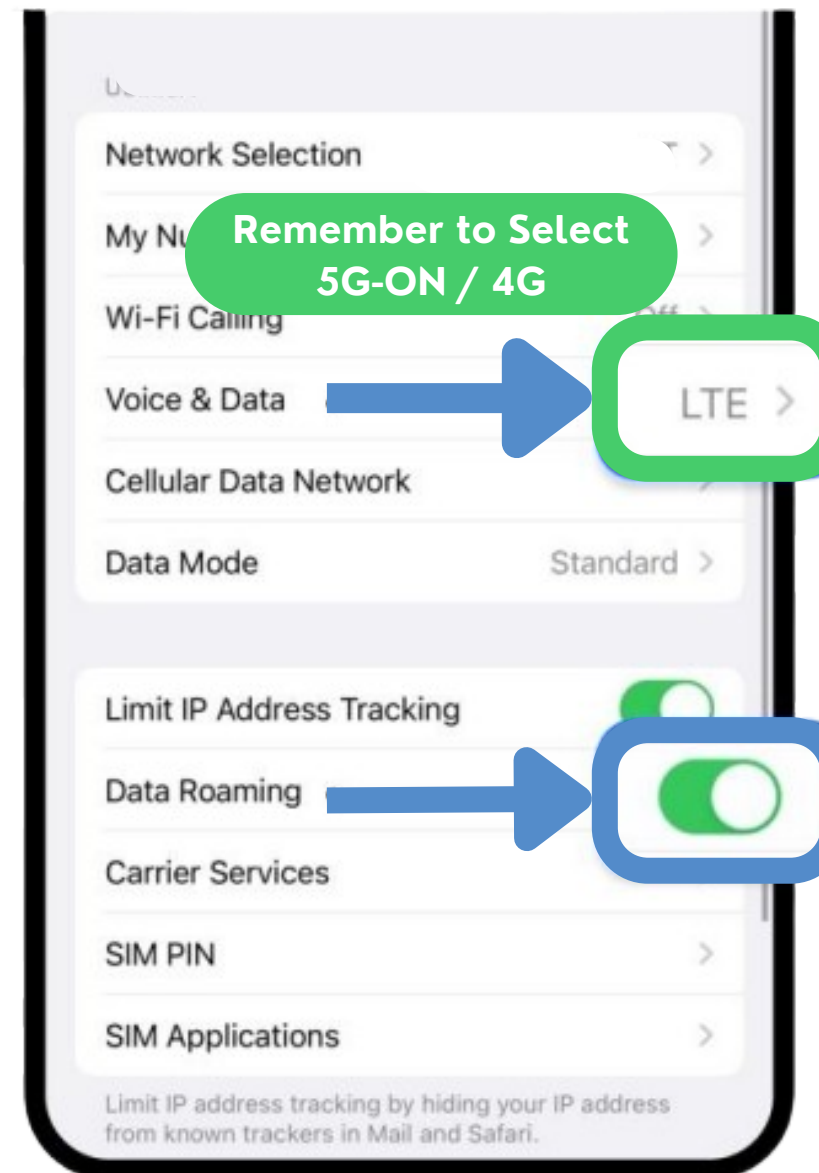 Network Selection
Remember to Select
5G-ON / 4G
My
Wi-Fi Calling
Off
Voice & Data
LTE
Cellular Data Network
Data Mode
Standard
Limit IP Address Tracking
Data Roaming
Carrier Services
SIM PIN
SIM Applications
Limit IP address tracking by hiding your IP address
from known trackers in Mail and Safari.